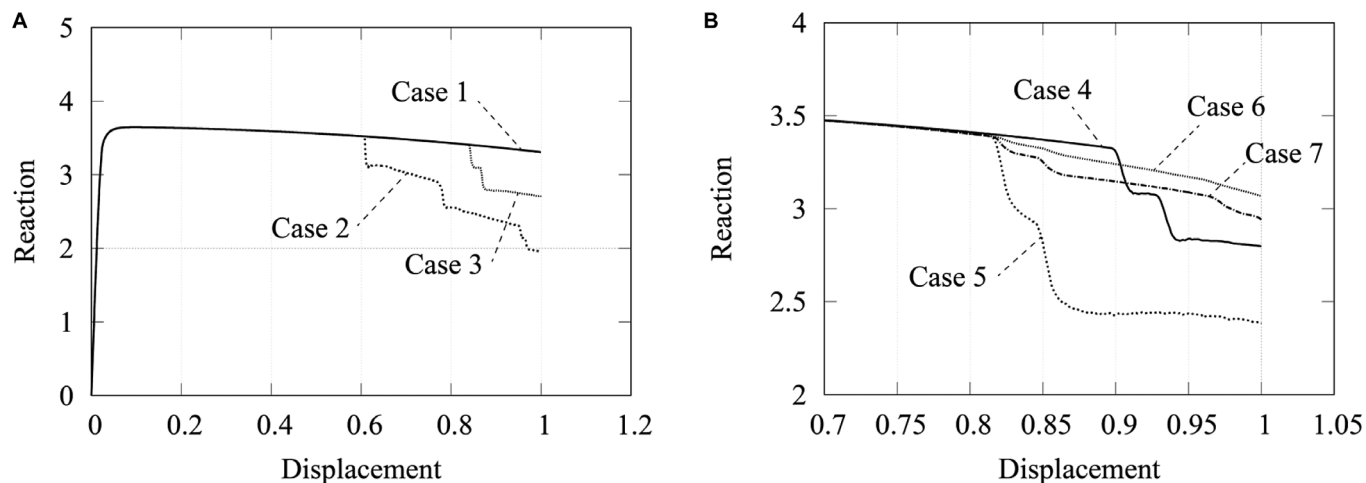 A
5
4
3
2
1
0
Reaction
Case 1
Case 2
Case 3
0 0.2 0.4 0.6 0.8 1 1.2
Displacement
B
4
3.5
3
2.5
2
Reaction
Case 4
Case 6
Case 7
Case 5
0.7 0.75 0.8 0.85 0.9 0.95 1 1.05
Displacement